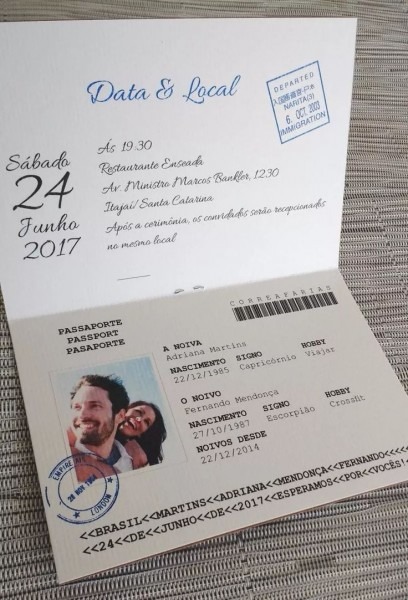 Data & Local
DEPARTED
NARITA(3)
6. OCT. 2003
IMMIGRATION
Sábado
24
Junho
2017
Ás 19:30
Restaurante Enseada
Av. Ministro Marcos Bankler, 1230
Itajaí/ Santa Catarina
Após a cerimônia, os convidados serão recepcionados
no mesmo local
CORREAFARIAS
PASSAPORTE
PASSPORT
PASAPORTE
A NOIVA
Adriana Martins
NASCIMENTO SIGNO HOBBY
22/12/1985 Capricórnio Viajar
O NOIVO
Fernando Mendonça
NASCIMENTO SIGNO HOBBY
27/10/1987 Escorpião Crossfit
NOIVOS DESDE
22/12/2014
LONDON
<<BRASIL<<MARTINS<<ADRIANA<<MENDONÇA<<FERNANDO<<<<<
<<24<<DE<<JUNHO<<DE<<2017<<ESPERAMOS<<POR<<VOCÊS!